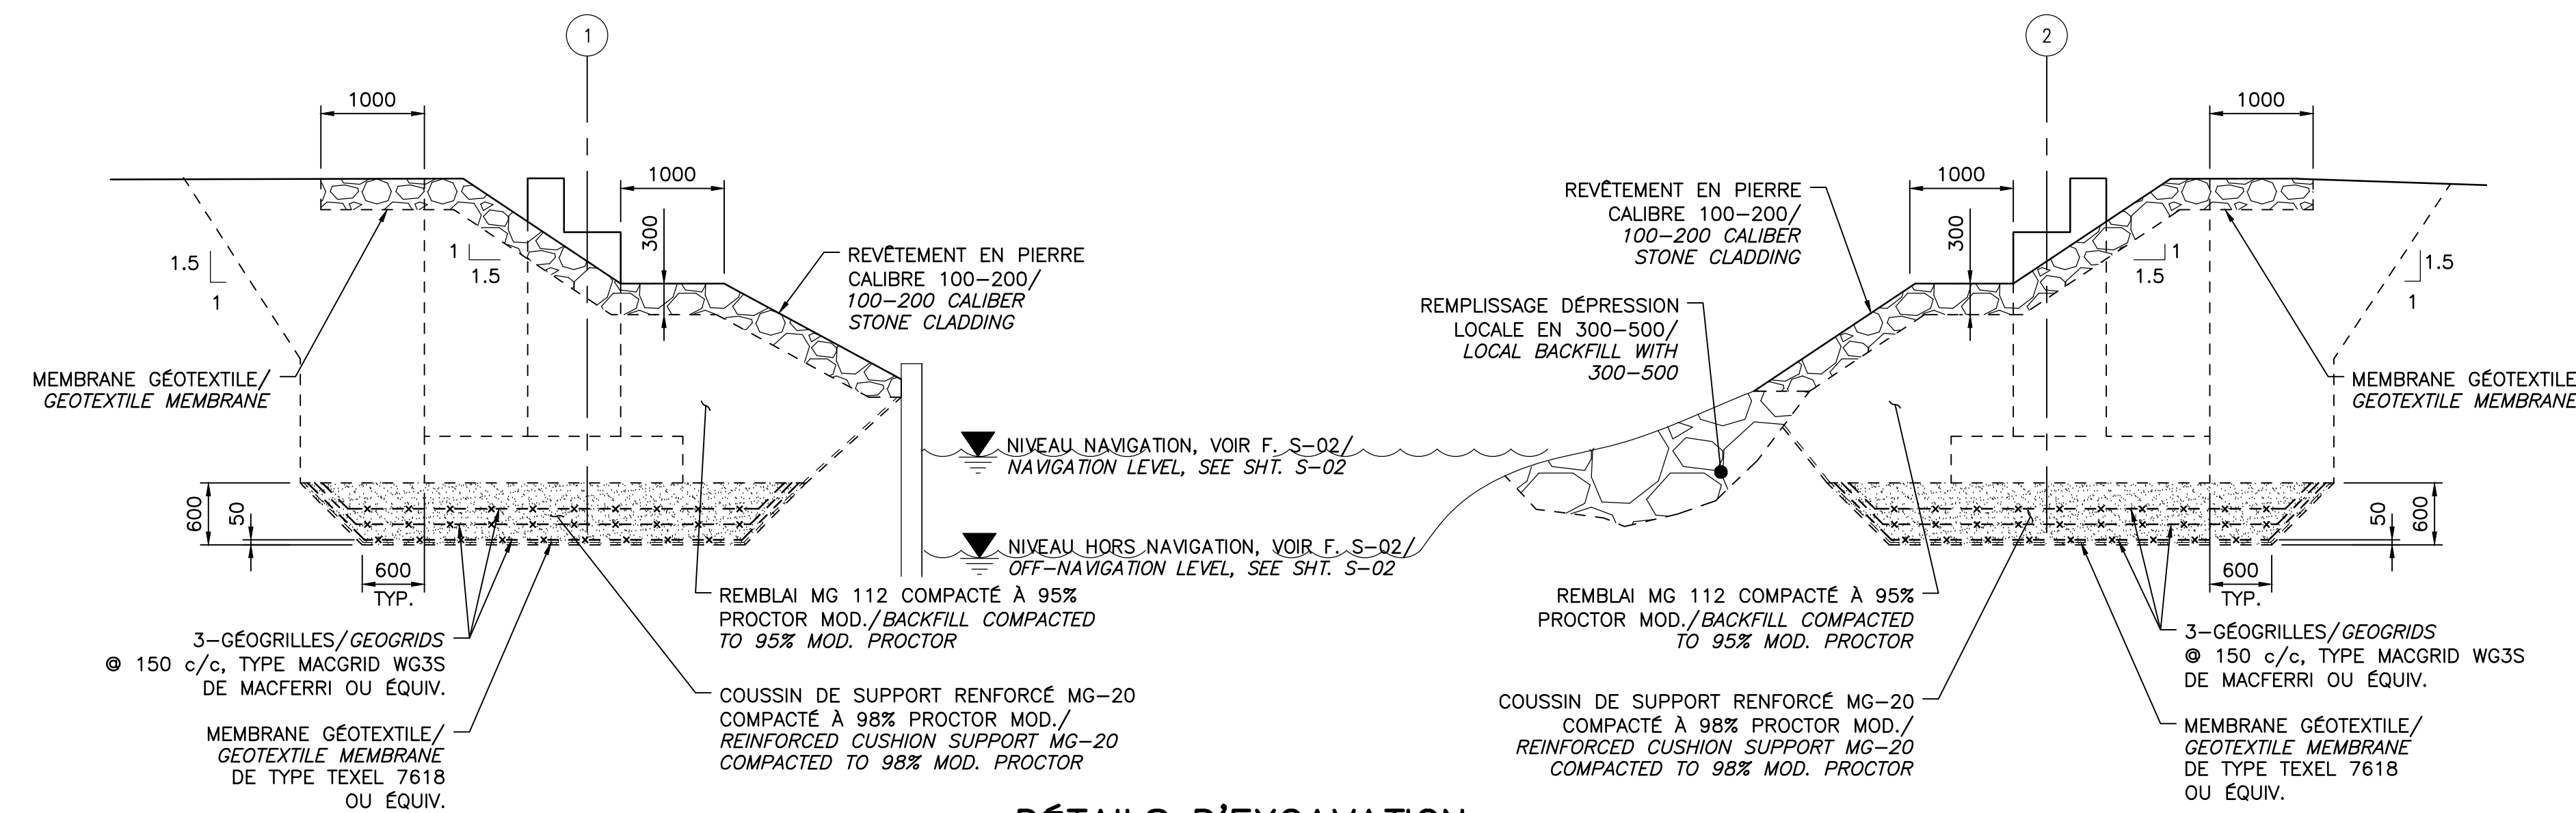 1
2
1000
1000
1000
1000
300
300
REVÊTEMENT EN PIERRE
CALIBRE 100-200/
100-200 CALIBER
STONE CLADDING
REVÊTEMENT EN PIERRE
CALIBRE 100-200/
100-200 CALIBER
STONE CLADDING
1.5
1
1
1.5
1
1.5
1.5
1
REMPLISSAGE DÉPRESSION
LOCALE EN 300-500/
LOCAL BACKFILL WITH
300-500
MEMBRANE GÉOTEXTILE/
GEOTEXTILE MEMBRANE
MEMBRANE GÉOTEXTILE
GEOTEXTILE MEMBRANE
NIVEAU NAVIGATION, VOIR F. S-02/
NAVIGATION LEVEL, SEE SHT. S-02
600
50
50
600
NIVEAU HORS NAVIGATION, VOIR F. S-02/
OFF-NAVIGATION LEVEL, SEE SHT. S-02
600
TYP.
600
TYP.
REMBLAI MG 112 COMPACTÉ À 95%
PROCTOR MOD./BACKFILL COMPACTED
TO 95% MOD. PROCTOR
REMBLAI MG 112 COMPACTÉ À 95%
PROCTOR MOD./BACKFILL COMPACTED
TO 95% MOD. PROCTOR
3-GÉOGRILLES/GEOGRIDS
@ 150 c/c, TYPE MACGRID WG3S
DE MACFERRI OU ÉQUIV.
3-GÉOGRILLES/GEOGRIDS
@ 150 c/c, TYPE MACGRID WG3S
DE MACFERRI OU ÉQUIV.
COUSSIN DE SUPPORT RENFORCÉ MG-20
COMPACTÉ À 98% PROCTOR MOD./
REINFORCED CUSHION SUPPORT MG-20
COMPACTED TO 98% MOD. PROCTOR
COUSSIN DE SUPPORT RENFORCÉ MG-20
COMPACTÉ À 98% PROCTOR MOD./
REINFORCED CUSHION SUPPORT MG-20
COMPACTED TO 98% MOD. PROCTOR
MEMBRANE GÉOTEXTILE/
GEOTEXTILE MEMBRANE
DE TYPE TEXEL 7618
OU ÉQUIV.
MEMBRANE GÉOTEXTILE/
GEOTEXTILE MEMBRANE
DE TYPE TEXEL 7618
OU ÉQUIV.
DÉTAILS D'EXCAVATION